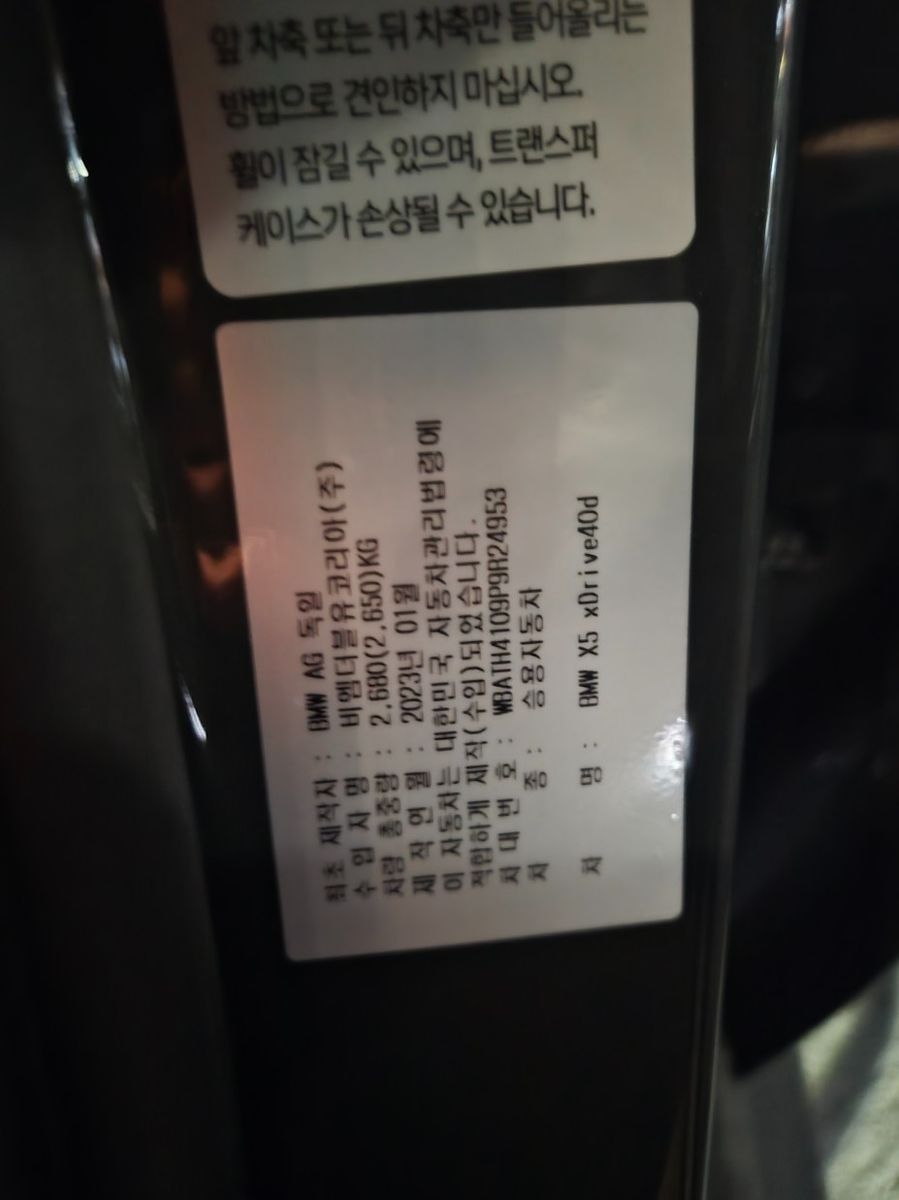 앞 차축 또는 뒤 차축만 들어올리는
방법으로 견인하지 마십시오.
휠이 잠길 수 있으며, 트랜스퍼
케이스가 손상될 수 있습니다.
최초 제작자 : BMW AG 독일
수 입 자 명 : 비엠더블유코리아(주)
차량 총중량 : 2,680(2,650)KG
제 작 연 월 : 2023년 01월
이 자동차는 대한민국 자동차관리법령에
적합하게 제작(수입)되었습니다.
차 대 번 호 : WBATH4109P9R24953
차 종 : 승용자동차
차 명 : BMW X5 xDrive40d